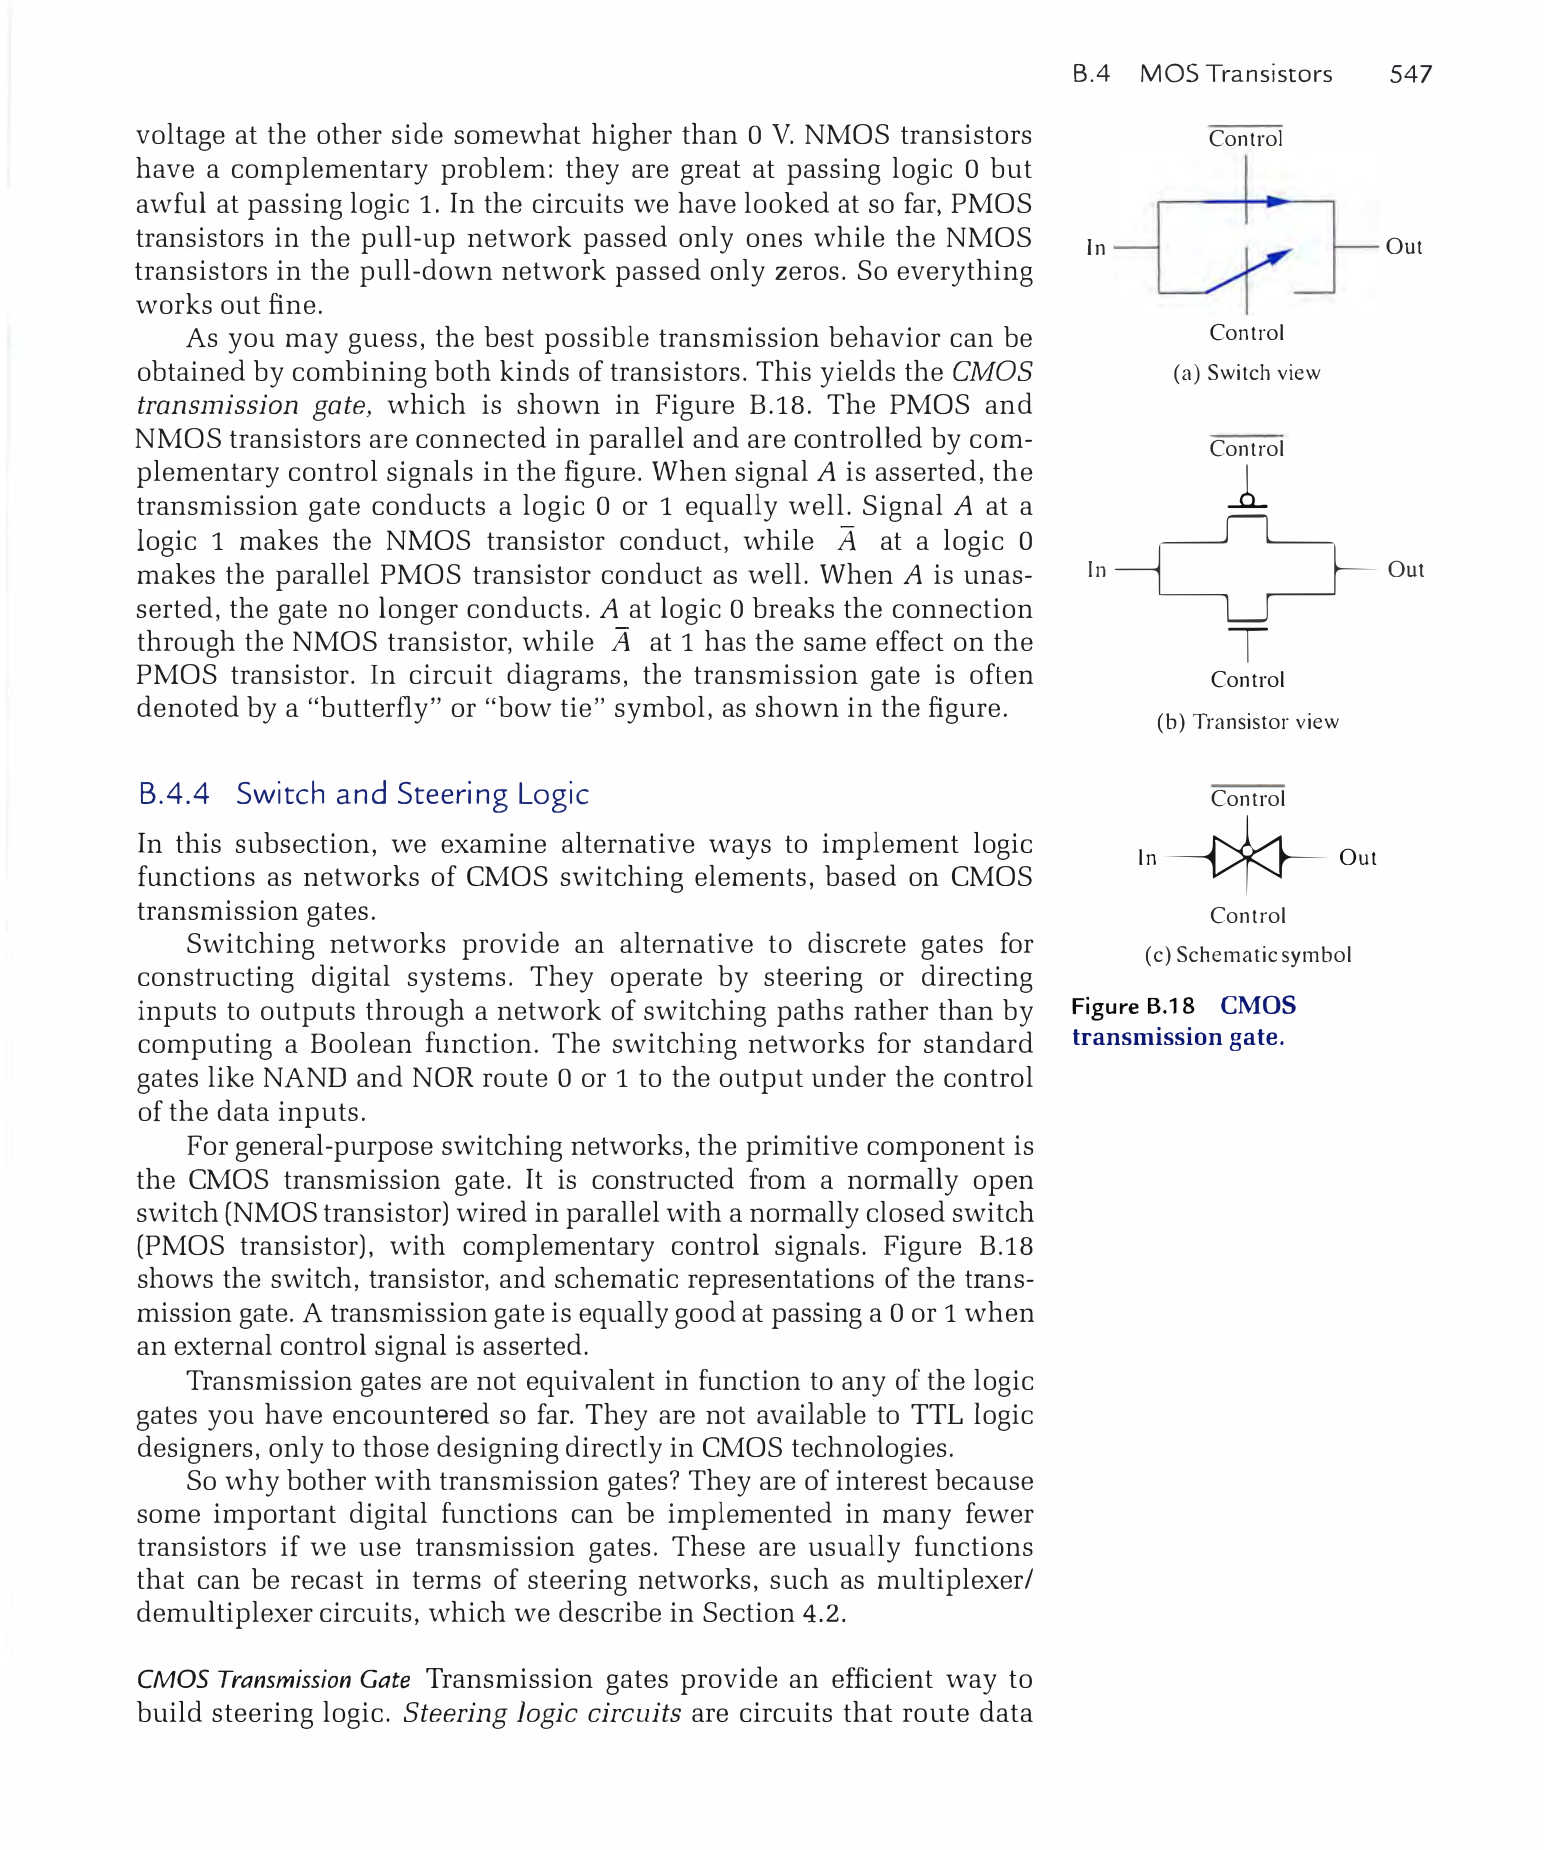 B.4 MOS Transistors 547
voltage at the other side somewhat higher than 0 V. NMOS transistors
have a complementary problem: they are great at passing logic 0 but
awful at passing logic 1. In the circuits we have looked at so far, PMOS
transistors in the pull-up network passed only ones while the NMOS
transistors in the pull-down network passed only zeros. So everything
works out fine.
As you may guess, the best possible transmission behavior can be
obtained by combining both kinds of transistors. This yields the CMOS
transmission gate, which is shown in Figure B.18. The PMOS and
NMOS transistors are connected in parallel and are controlled by com-
plementary control signals in the figure. When signal A is asserted, the
transmission gate conducts a logic 0 or 1 equally well. Signal A at a
logic 1 makes the NMOS transistor conduct, while A̅ at a logic 0
makes the parallel PMOS transistor conduct as well. When A is unas-
serted, the gate no longer conducts. A at logic 0 breaks the connection
through the NMOS transistor, while A̅ at 1 has the same effect on the
PMOS transistor. In circuit diagrams, the transmission gate is often
denoted by a “butterfly” or “bow tie” symbol, as shown in the figure.
B.4.4 Switch and Steering Logic
In this subsection, we examine alternative ways to implement logic
functions as networks of CMOS switching elements, based on CMOS
transmission gates.
Switching networks provide an alternative to discrete gates for
constructing digital systems. They operate by steering or directing
inputs to outputs through a network of switching paths rather than by
computing a Boolean function. The switching networks for standard
gates like NAND and NOR route 0 or 1 to the output under the control
of the data inputs.
For general-purpose switching networks, the primitive component is
the CMOS transmission gate. It is constructed from a normally open
switch (NMOS transistor) wired in parallel with a normally closed switch
(PMOS transistor), with complementary control signals. Figure B.18
shows the switch, transistor, and schematic representations of the trans-
mission gate. A transmission gate is equally good at passing a 0 or 1 when
an external control signal is asserted.
Transmission gates are not equivalent in function to any of the logic
gates you have encountered so far. They are not available to TTL logic
designers, only to those designing directly in CMOS technologies.
So why bother with transmission gates? They are of interest because
some important digital functions can be implemented in many fewer
transistors if we use transmission gates. These are usually functions
that can be recast in terms of steering networks, such as multiplexer/
demultiplexer circuits, which we describe in Section 4.2.
CMOS Transmission Gate Transmission gates provide an efficient way to
build steering logic. Steering logic circuits are circuits that route data
Control
In Out
Control
(a) Switch view
Control
In Out
Control
(b) Transistor view
Control
In Out
Control
(c) Schematic symbol
Figure B.18 CMOS
transmission gate.